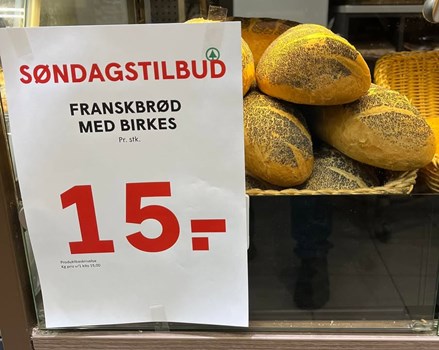 SØNDAGSTILBUD
FRANSKBRØD
MED BIRKES
Pr. stk.
15.-